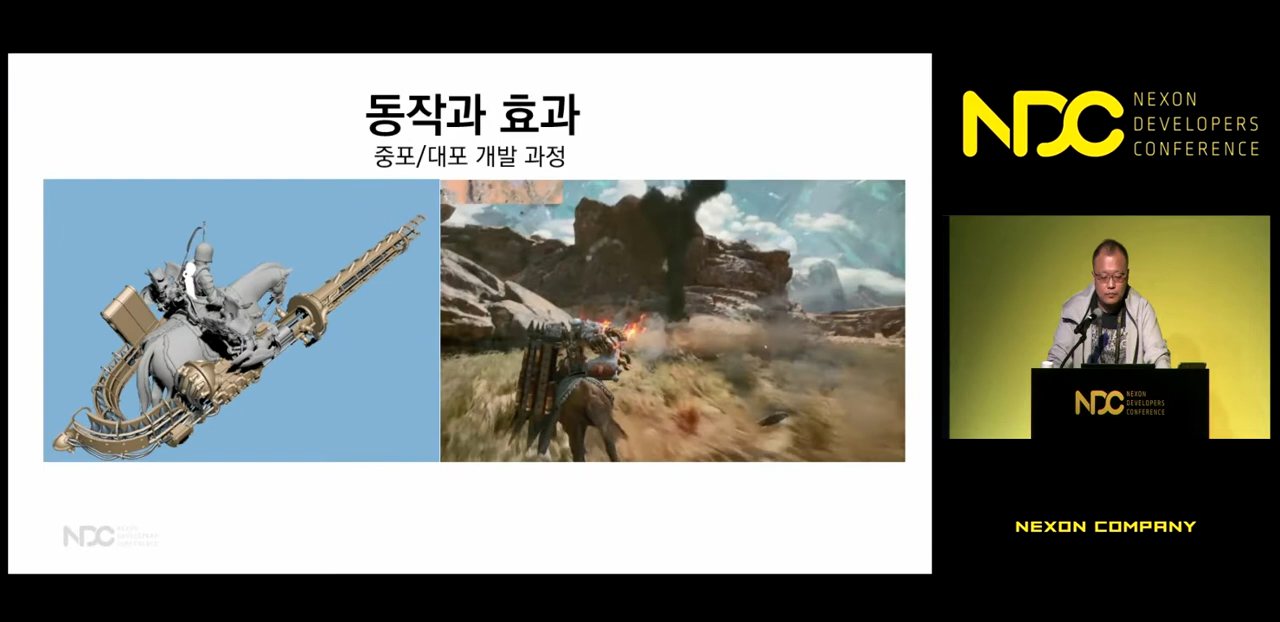 동작과 효과
중포/대포 개발 과정
NDC
NDC
NEXON
DEVELOPERS
CONFERENCE
NDC
NEXON
DEVELOPERS
CONFERENCE
NEXON COMPANY